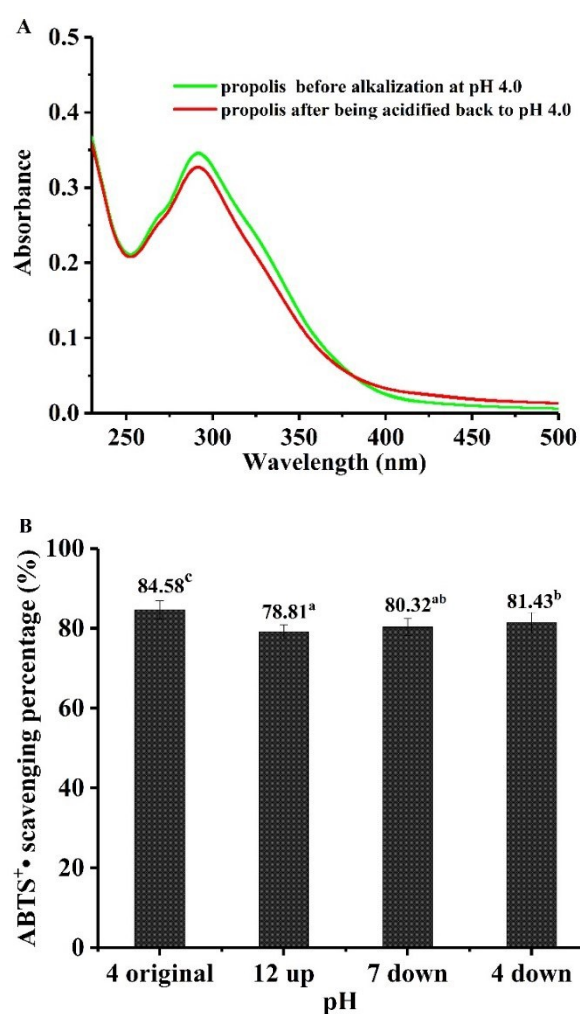 A
0.5
propolis before alkalization at pH 4.0
propolis after being acidified back to pH 4.0
0.4
0.3
0.2
0.1
0.0
Absorbance
250 300 350 400 450 500
Wavelength (nm)
B
100
84.58c 78.81a 80.32ab 81.43b
80
60
40
20
0
ABTS+• scavenging percentage (%)
4 original 12 up 7 down 4 down
pH